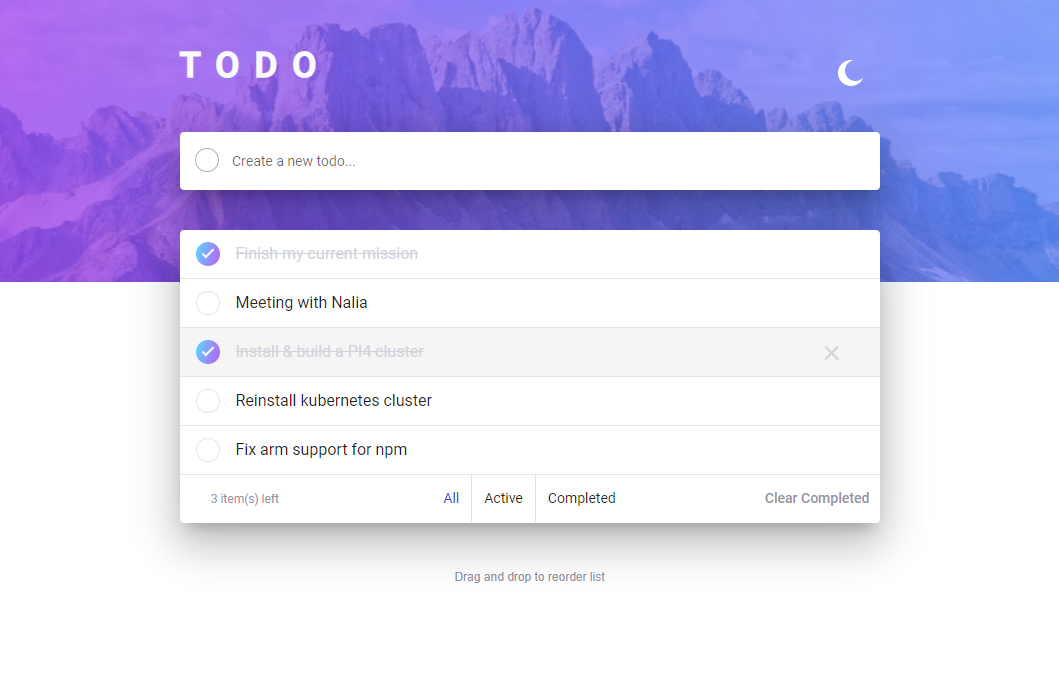 TODO
Create a new todo...
Finish my current mission
Meeting with Nalia
Install & build a PI4 cluster
Reinstall kubernetes cluster
Fix arm support for npm
3 item(s) left All Active Completed Clear Completed
Drag and drop to reorder list